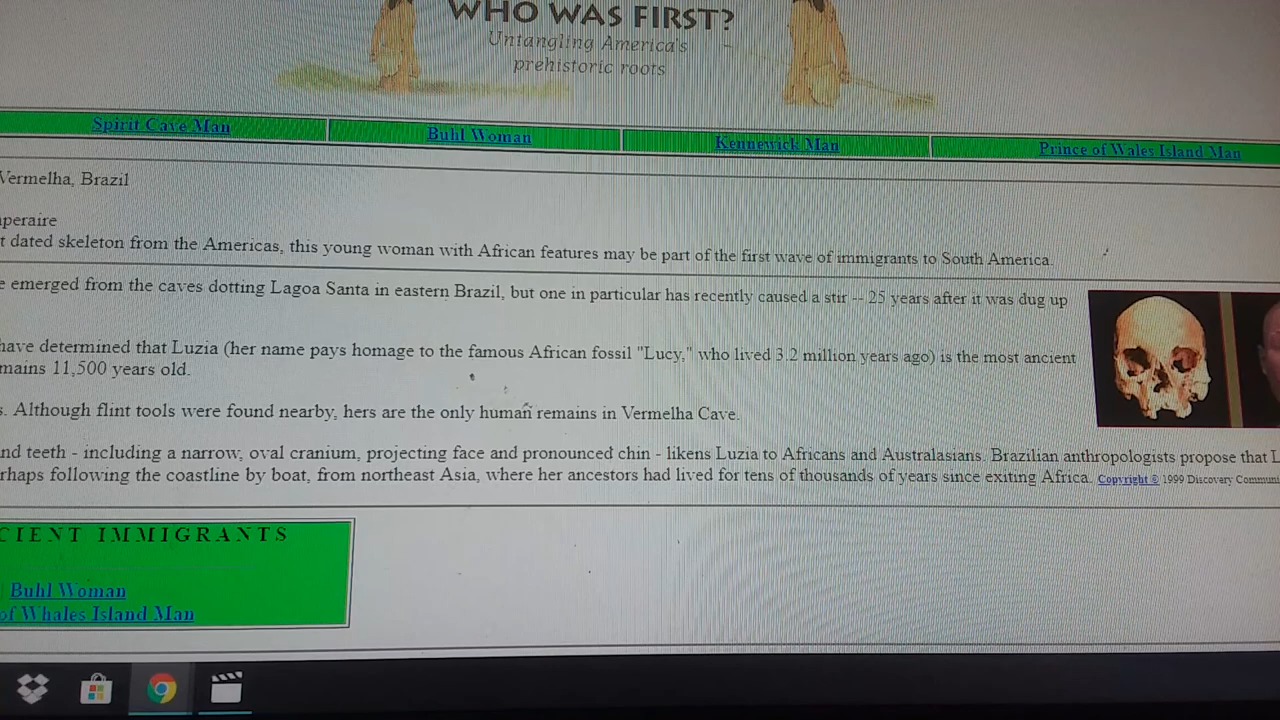 WHO WAS FIRST?
Untangling America's
prehistoric roots
Spirit Cave Man
Buhl Woman
Kennewick Man
Prince of Wales Island Man
Vermelha, Brazil
peraire
t dated skeleton from the Americas, this young woman with African features may be part of the first wave of immigrants to South America.
e emerged from the caves dotting Lagoa Santa in eastern Brazil, but one in particular has recently caused a stir -- 25 years after it was dug up
have determined that Luzia (her name pays homage to the famous African fossil "Lucy," who lived 3.2 million years ago) is the most ancient
mains 11,500 years old.
s. Although flint tools were found nearby, hers are the only human remains in Vermelha Cave.
nd teeth - including a narrow, oval cranium, projecting face and pronounced chin - likens Luzia to Africans and Australasians. Brazilian anthropologists propose that L
rhaps following the coastline by boat, from northeast Asia, where her ancestors had lived for tens of thousands of years since exiting Africa. Copyright © 1999 Discovery Communi
CIENT IMMIGRANTS
Buhl Woman
of Whales Island Man